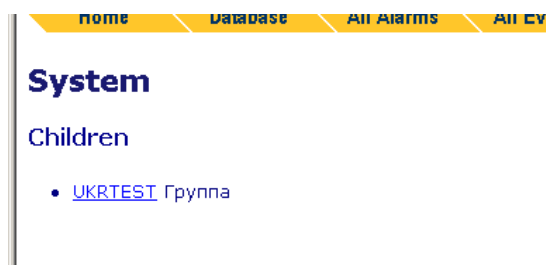 Home Database All Alarms All Ev
System
Children
UKRTEST Группа